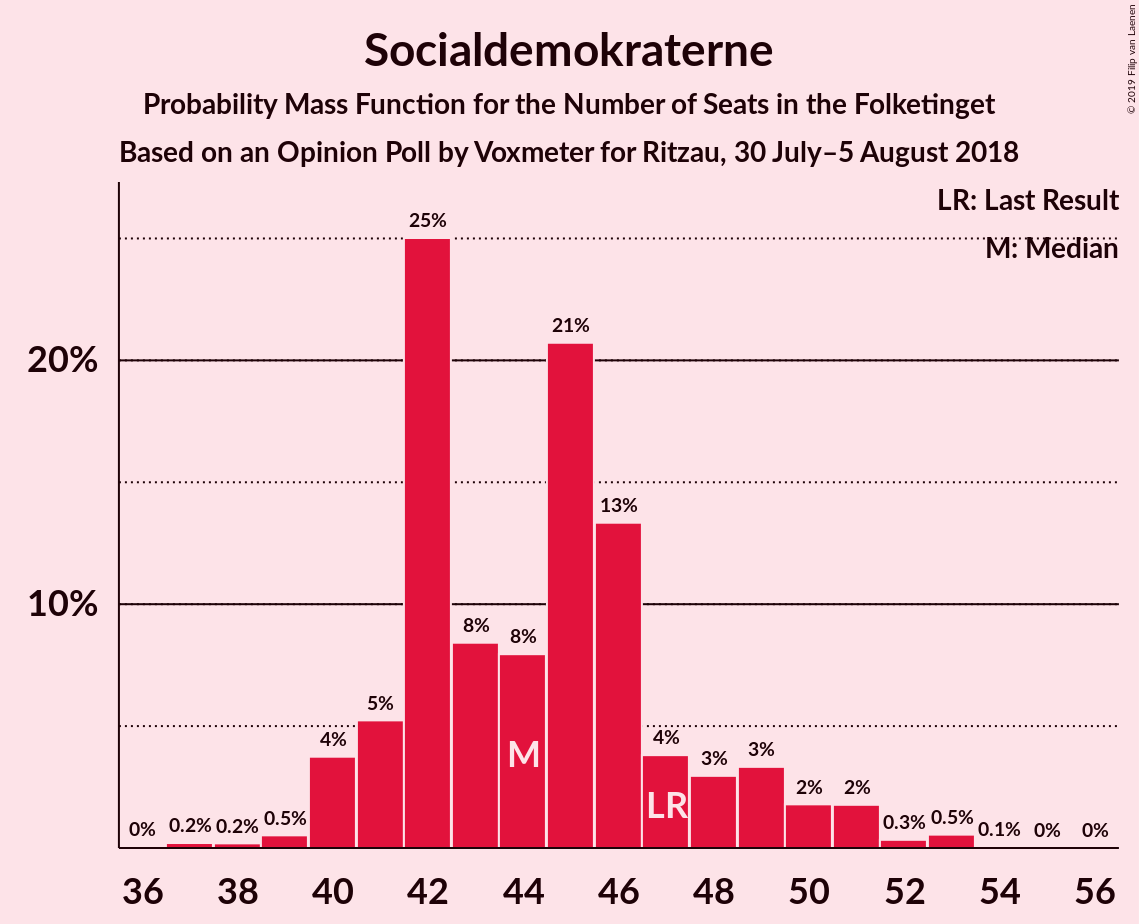 Socialdemokraterne
Probability Mass Function for the Number of Seats in the Folketinget
Based on an Opinion Poll by Voxmeter for Ritzau, 30 July–5 August 2018
© 2019 Filip van Laenen
LR: Last Result
M: Median
20%
10%
0%
0.2%
0.2%
0.5%
4%
5%
25%
8%
8%
21%
13%
4%
3%
3%
2%
2%
0.3%
0.5%
0.1%
0%
0%
M
LR
36 38 40 42 44 46 48 50 52 54 56